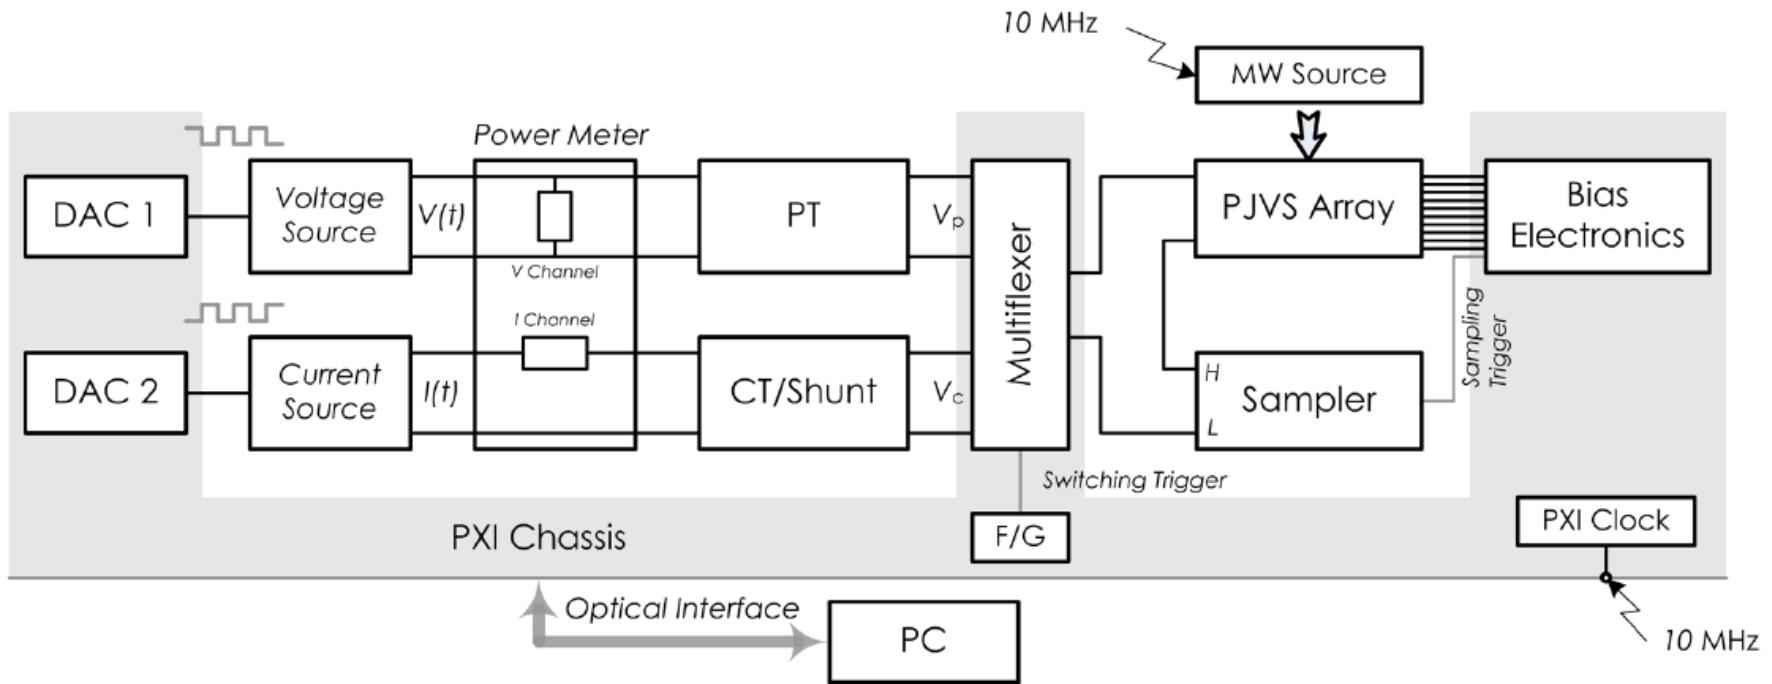 10 MHz
MW Source
Power Meter
DAC 1
Voltage
Source
V(t)
V Channel
PT
Vₚ
Multiflexer
PJVS Array
Bias
Electronics
I Channel
DAC 2
Current
Source
I(t)
CT/Shunt
V꜀
H
L
Sampler
Sampling
Trigger
Switching Trigger
PXI Chassis
F/G
PXI Clock
Optical Interface
PC
10 MHz